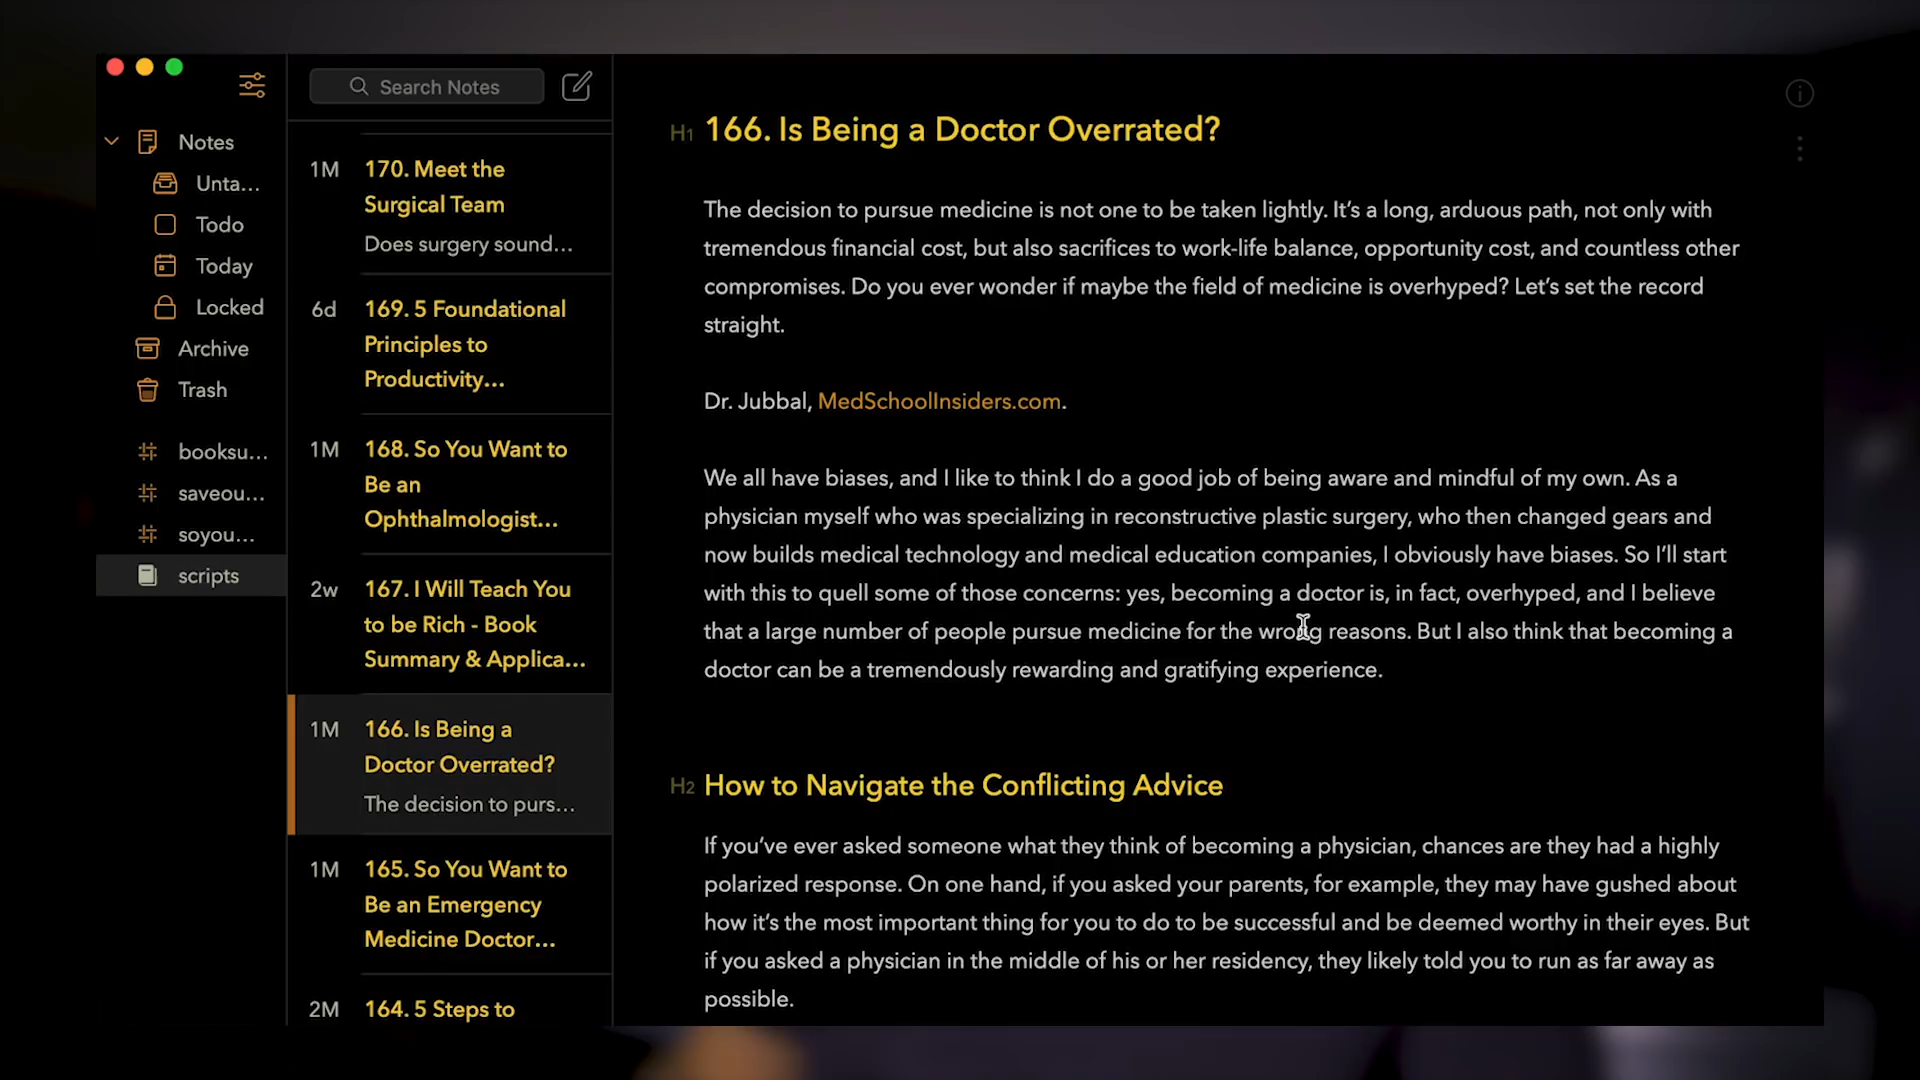 Notes
Unta...
Todo
Today
Locked
Archive
Trash
booksu...
saveou...
soyou...
scripts
Search Notes
1M
170. Meet the
Surgical Team
Does surgery sound...
6d
169. 5 Foundational
Principles to
Productivity...
1M
168. So You Want to
Be an
Ophthalmologist...
2w
167. I Will Teach You
to be Rich - Book
Summary & Applica...
1M
166. Is Being a
Doctor Overrated?
The decision to purs...
1M
165. So You Want to
Be an Emergency
Medicine Doctor...
2M
164. 5 Steps to
H1 166. Is Being a Doctor Overrated?
The decision to pursue medicine is not one to be taken lightly. It’s a long, arduous path, not only with
tremendous financial cost, but also sacrifices to work-life balance, opportunity cost, and countless other
compromises. Do you ever wonder if maybe the field of medicine is overhyped? Let’s set the record
straight.
Dr. Jubbal, MedSchoolInsiders.com.
We all have biases, and I like to think I do a good job of being aware and mindful of my own. As a
physician myself who was specializing in reconstructive plastic surgery, who then changed gears and
now builds medical technology and medical education companies, I obviously have biases. So I’ll start
with this to quell some of those concerns: yes, becoming a doctor is, in fact, overhyped, and I believe
that a large number of people pursue medicine for the wrong reasons. But I also think that becoming a
doctor can be a tremendously rewarding and gratifying experience.
H2 How to Navigate the Conflicting Advice
If you’ve ever asked someone what they think of becoming a physician, chances are they had a highly
polarized response. On one hand, if you asked your parents, for example, they may have gushed about
how it’s the most important thing for you to do to be successful and be deemed worthy in their eyes. But
if you asked a physician in the middle of his or her residency, they likely told you to run as far away as
possible.